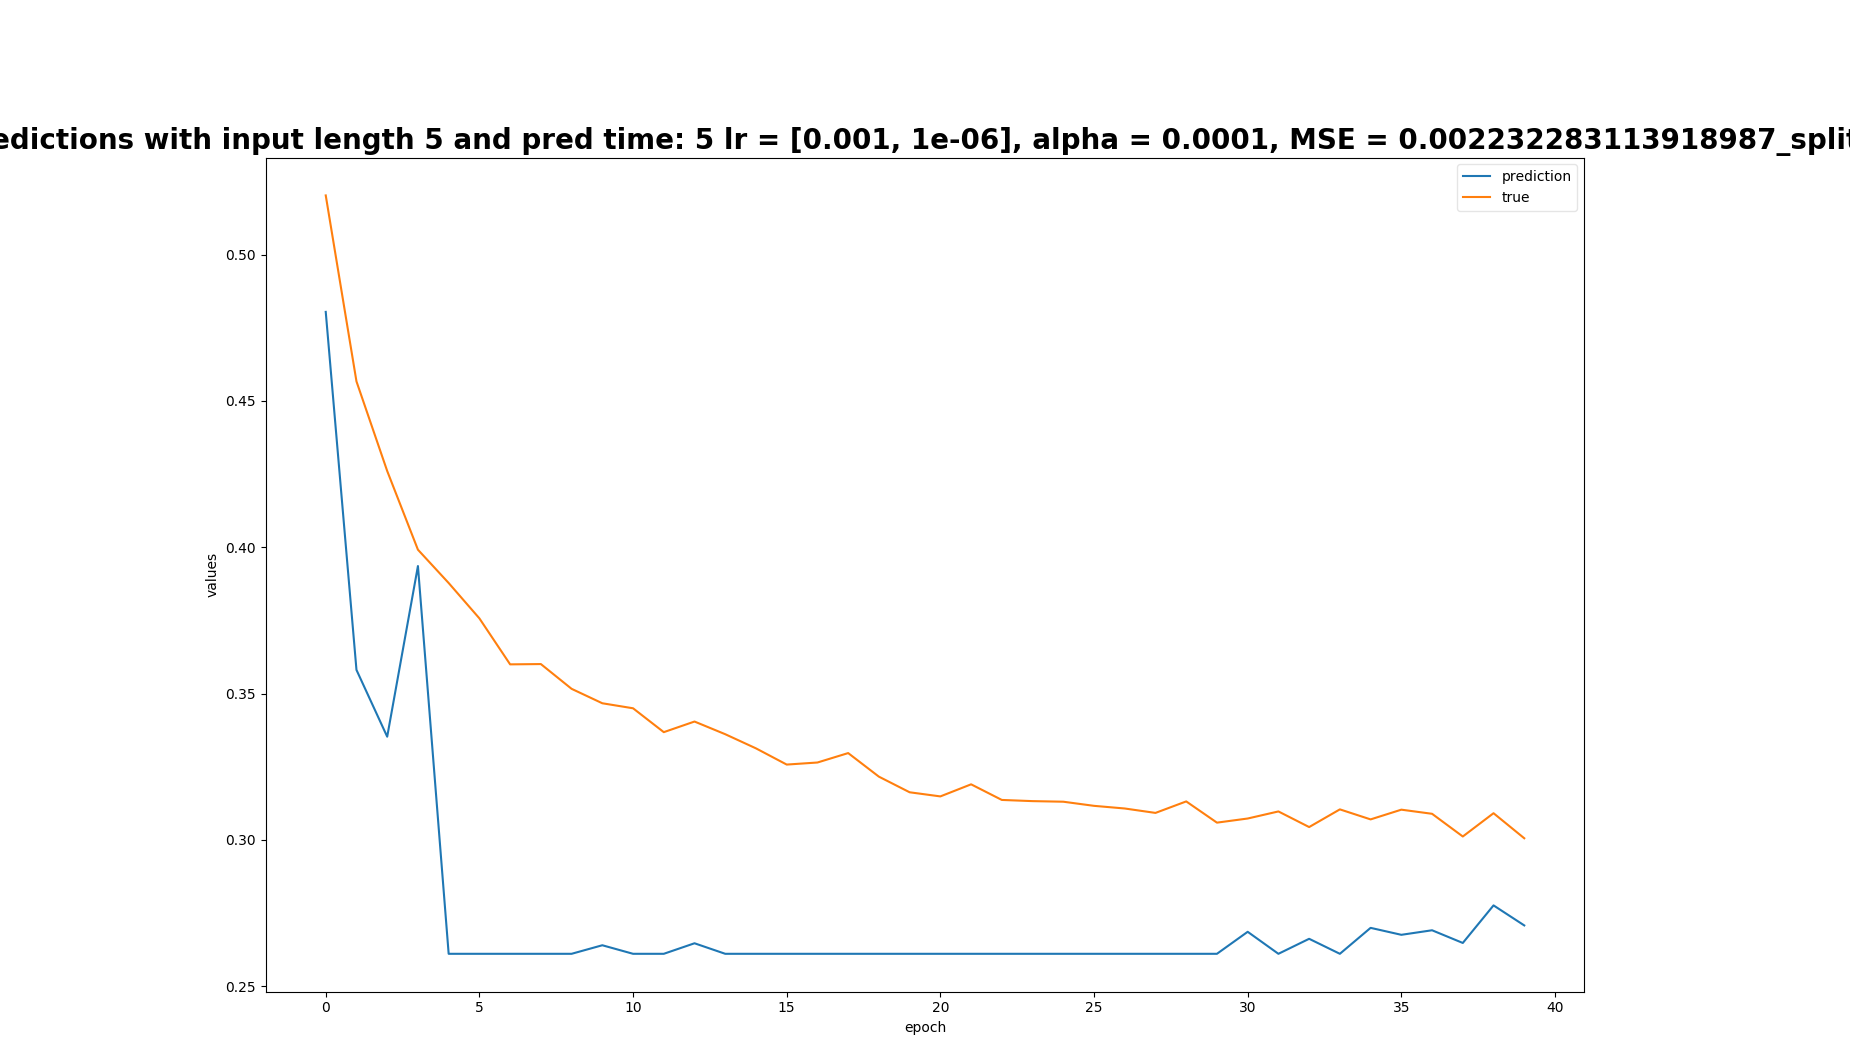 edictions with input length 5 and pred time: 5 lr = [0.001, 1e-06], alpha = 0.0001, MSE = 0.002232283113918987_split
prediction
true
values
0.50
0.45
0.40
0.35
0.30
0.25
0 5 10 15 20 25 30 35 40
epoch